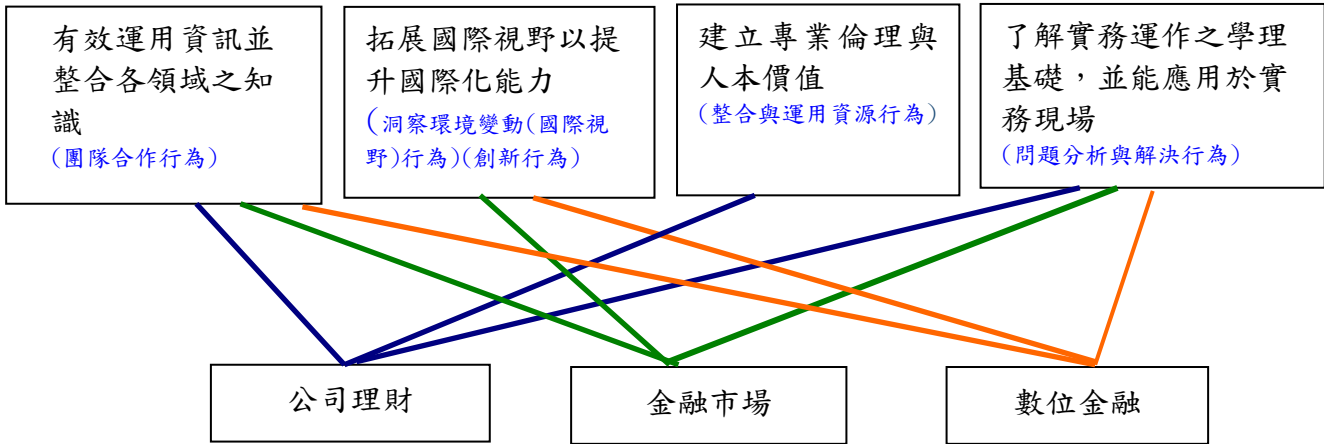 有效運用資訊並
整合各領域之知
識
(團隊合作行為)
拓展國際視野以提
升國際化能力
(洞察環境變動(國際視
野)行為)(創新行為)
建立專業倫理與
人本價值
(整合與運用資源行為)
了解實務運作之學理
基礎，並能應用於實
務現場
(問題分析與解決行為)
公司理財
金融市場
數位金融